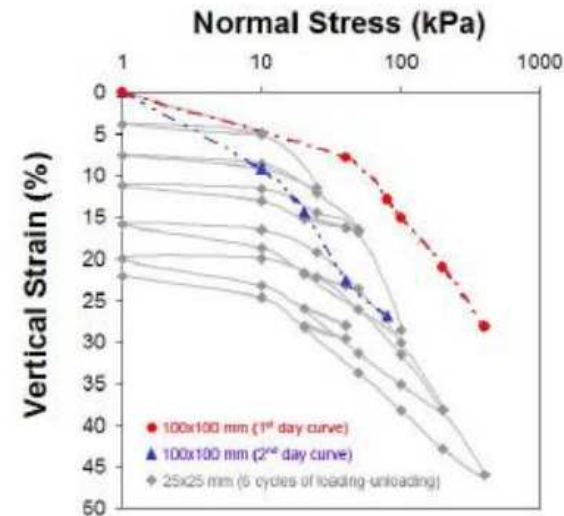 Normal Stress (kPa)
1 10 100 1000
Vertical Strain (%)
0
5
10
15
20
25
30
35
40
45
50
100x100 mm (1st day curve)
100x100 mm (2nd day curve)
25x25 mm (6 cycles of loading-unloading)